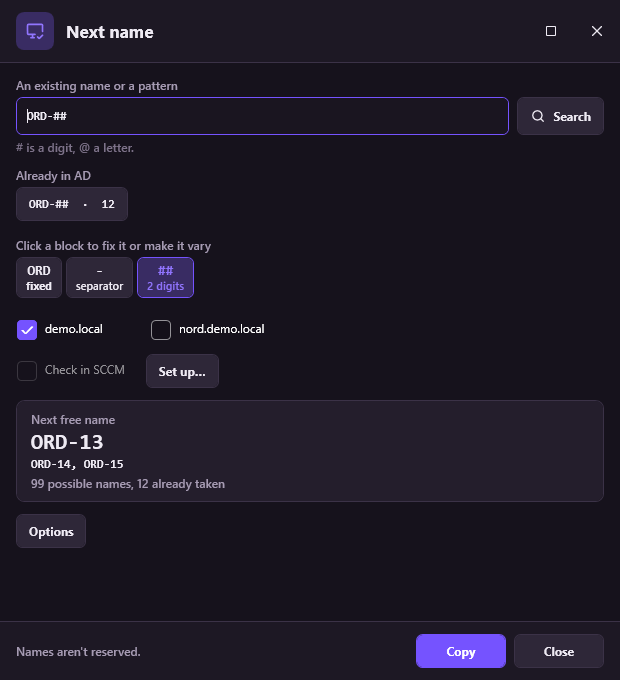 Next name
An existing name or a pattern
ORD-##
Search
# is a digit, @ a letter.
Already in AD
ORD-## · 12
Click a block to fix it or make it vary
ORD
fixed
-
separator
##
2 digits
demo.local
nord.demo.local
Check in SCCM
Set up...
Next free name
ORD-13
ORD-14, ORD-15
99 possible names, 12 already taken
Options
Names aren't reserved.
Copy
Close